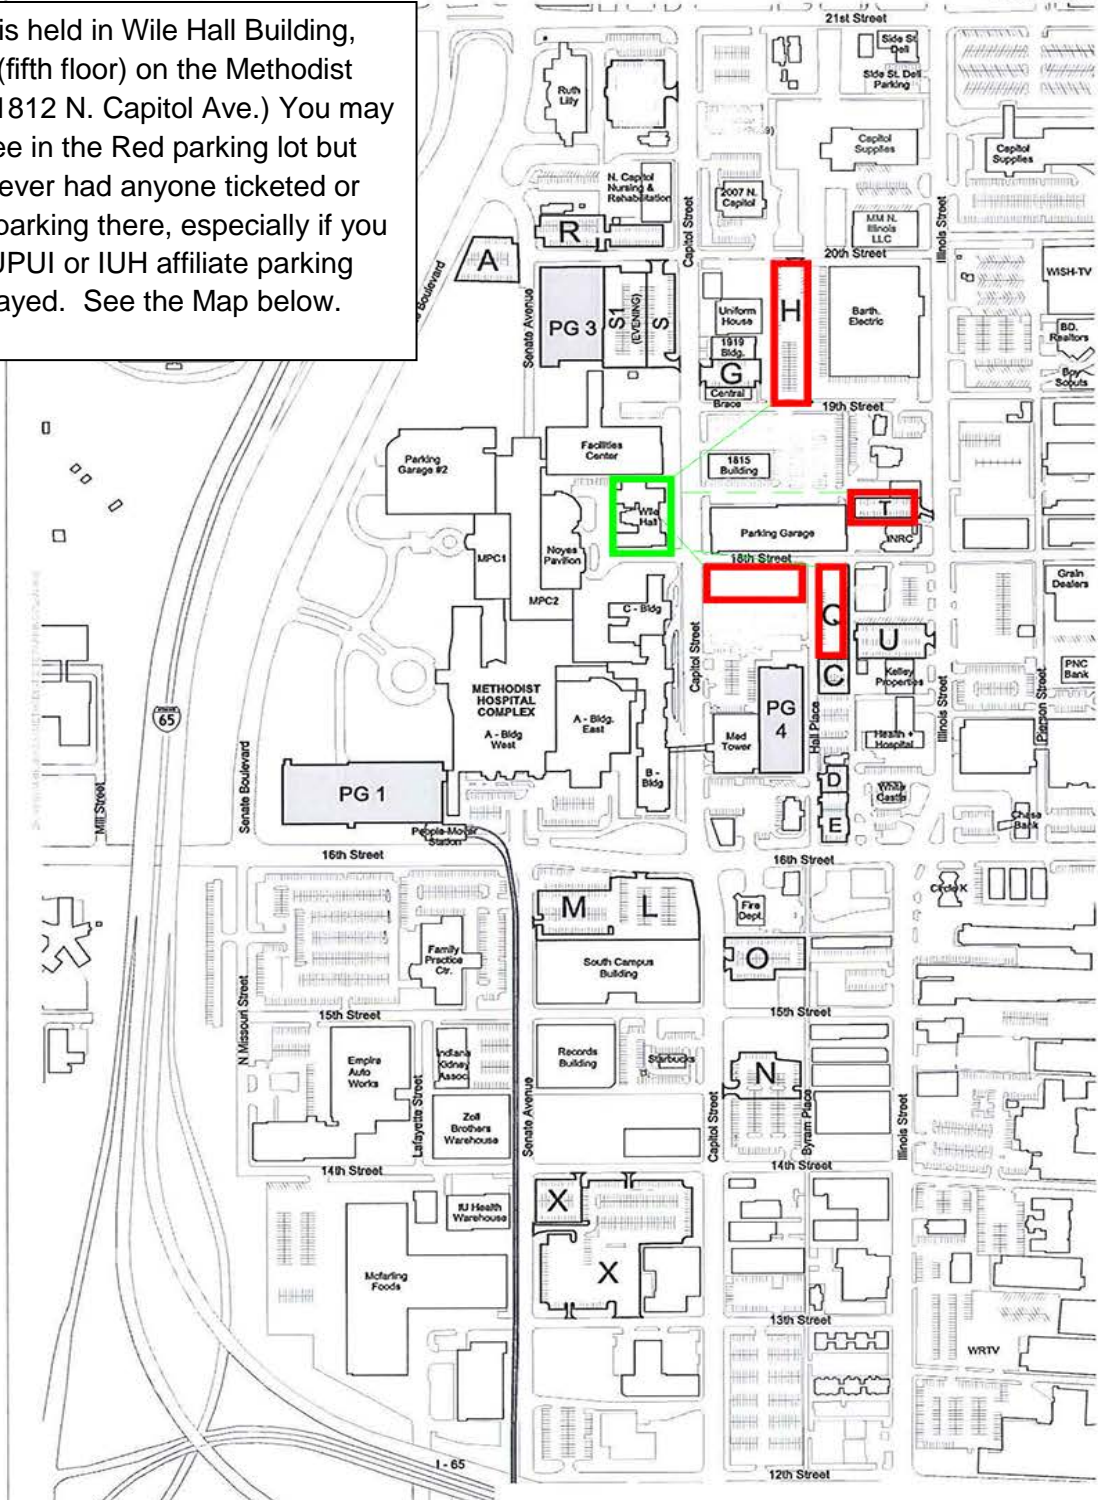 is held in Wile Hall Building,
(fifth floor) on the Methodist
1812 N. Capitol Ave.) You may
ee in the Red parking lot but
ever had anyone ticketed or
parking there, especially if you
JPUI or IUH affiliate parking
ayed. See the Map below.
21st Street
Side St.
Deli
Side St. Deli
Parking
Ruth
Lilly
Capitol
Supplies
Capitol
Supplies
N. Capitol
Nursing &
Rehabilitation
2007 N.
Capitol
Capitol Street
Illinois Street
MM N.
Illinois
LLC
R
A
20th Street
WISH-TV
Boulevard
Senate Avenue
PG 3
S1
(EVENING)
S
Uniform
House
H
Barth.
Electric
BD.
Realtors
1919
Bldg.
G
Central
Brace
Boy
Scouts
19th Street
Parking
Garage #2
Facilities
Center
1815
Building
Wile
Hall
T
Parking Garage
INRC
MPC1
Noyes
Pavilion
18th Street
MPC2
C - Bldg
Q
Grain
Dealers
U
Capitol Street
C
Kelley
Properties
PNC
Bank
METHODIST
HOSPITAL
COMPLEX
A - Bldg
West
A - Bldg.
East
PG
4
65
Med
Tower
Hall Place
Health +
Hospital
Illinois Street
Pierson Street
B -
Bldg
Senate Boulevard
Mill Street
PG 1
D
White
Castle
E
Chase
Bank
People-Mover
Station
16th Street
16th Street
Circle K
M
L
Fire
Dept.
Family
Practice
Ctr.
South Campus
Building
O
N Missouri Street
15th Street
15th Street
Empire
Auto
Works
Indiana
Kidney
Assoc.
Records
Building
Starbucks
N
Lafayette Street
Zoll
Brothers
Warehouse
Senate Avenue
Capitol Street
Byram Place
Illinois Street
14th Street
14th Street
IU Health
Warehouse
X
Mcfarling
Foods
X
13th Street
WRTV
I - 65
12th Street